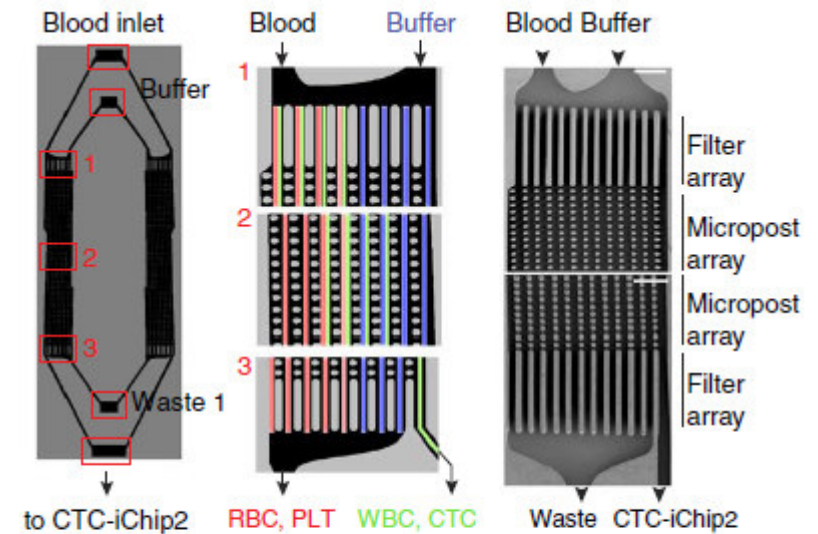 Blood inlet
Buffer
1
2
3
Waste 1
to CTC-iChip2
Blood Buffer
1
2
3
RBC, PLT WBC, CTC
Blood Buffer
Filter
array
Micropost
array
Micropost
array
Filter
array
Waste CTC-iChip2